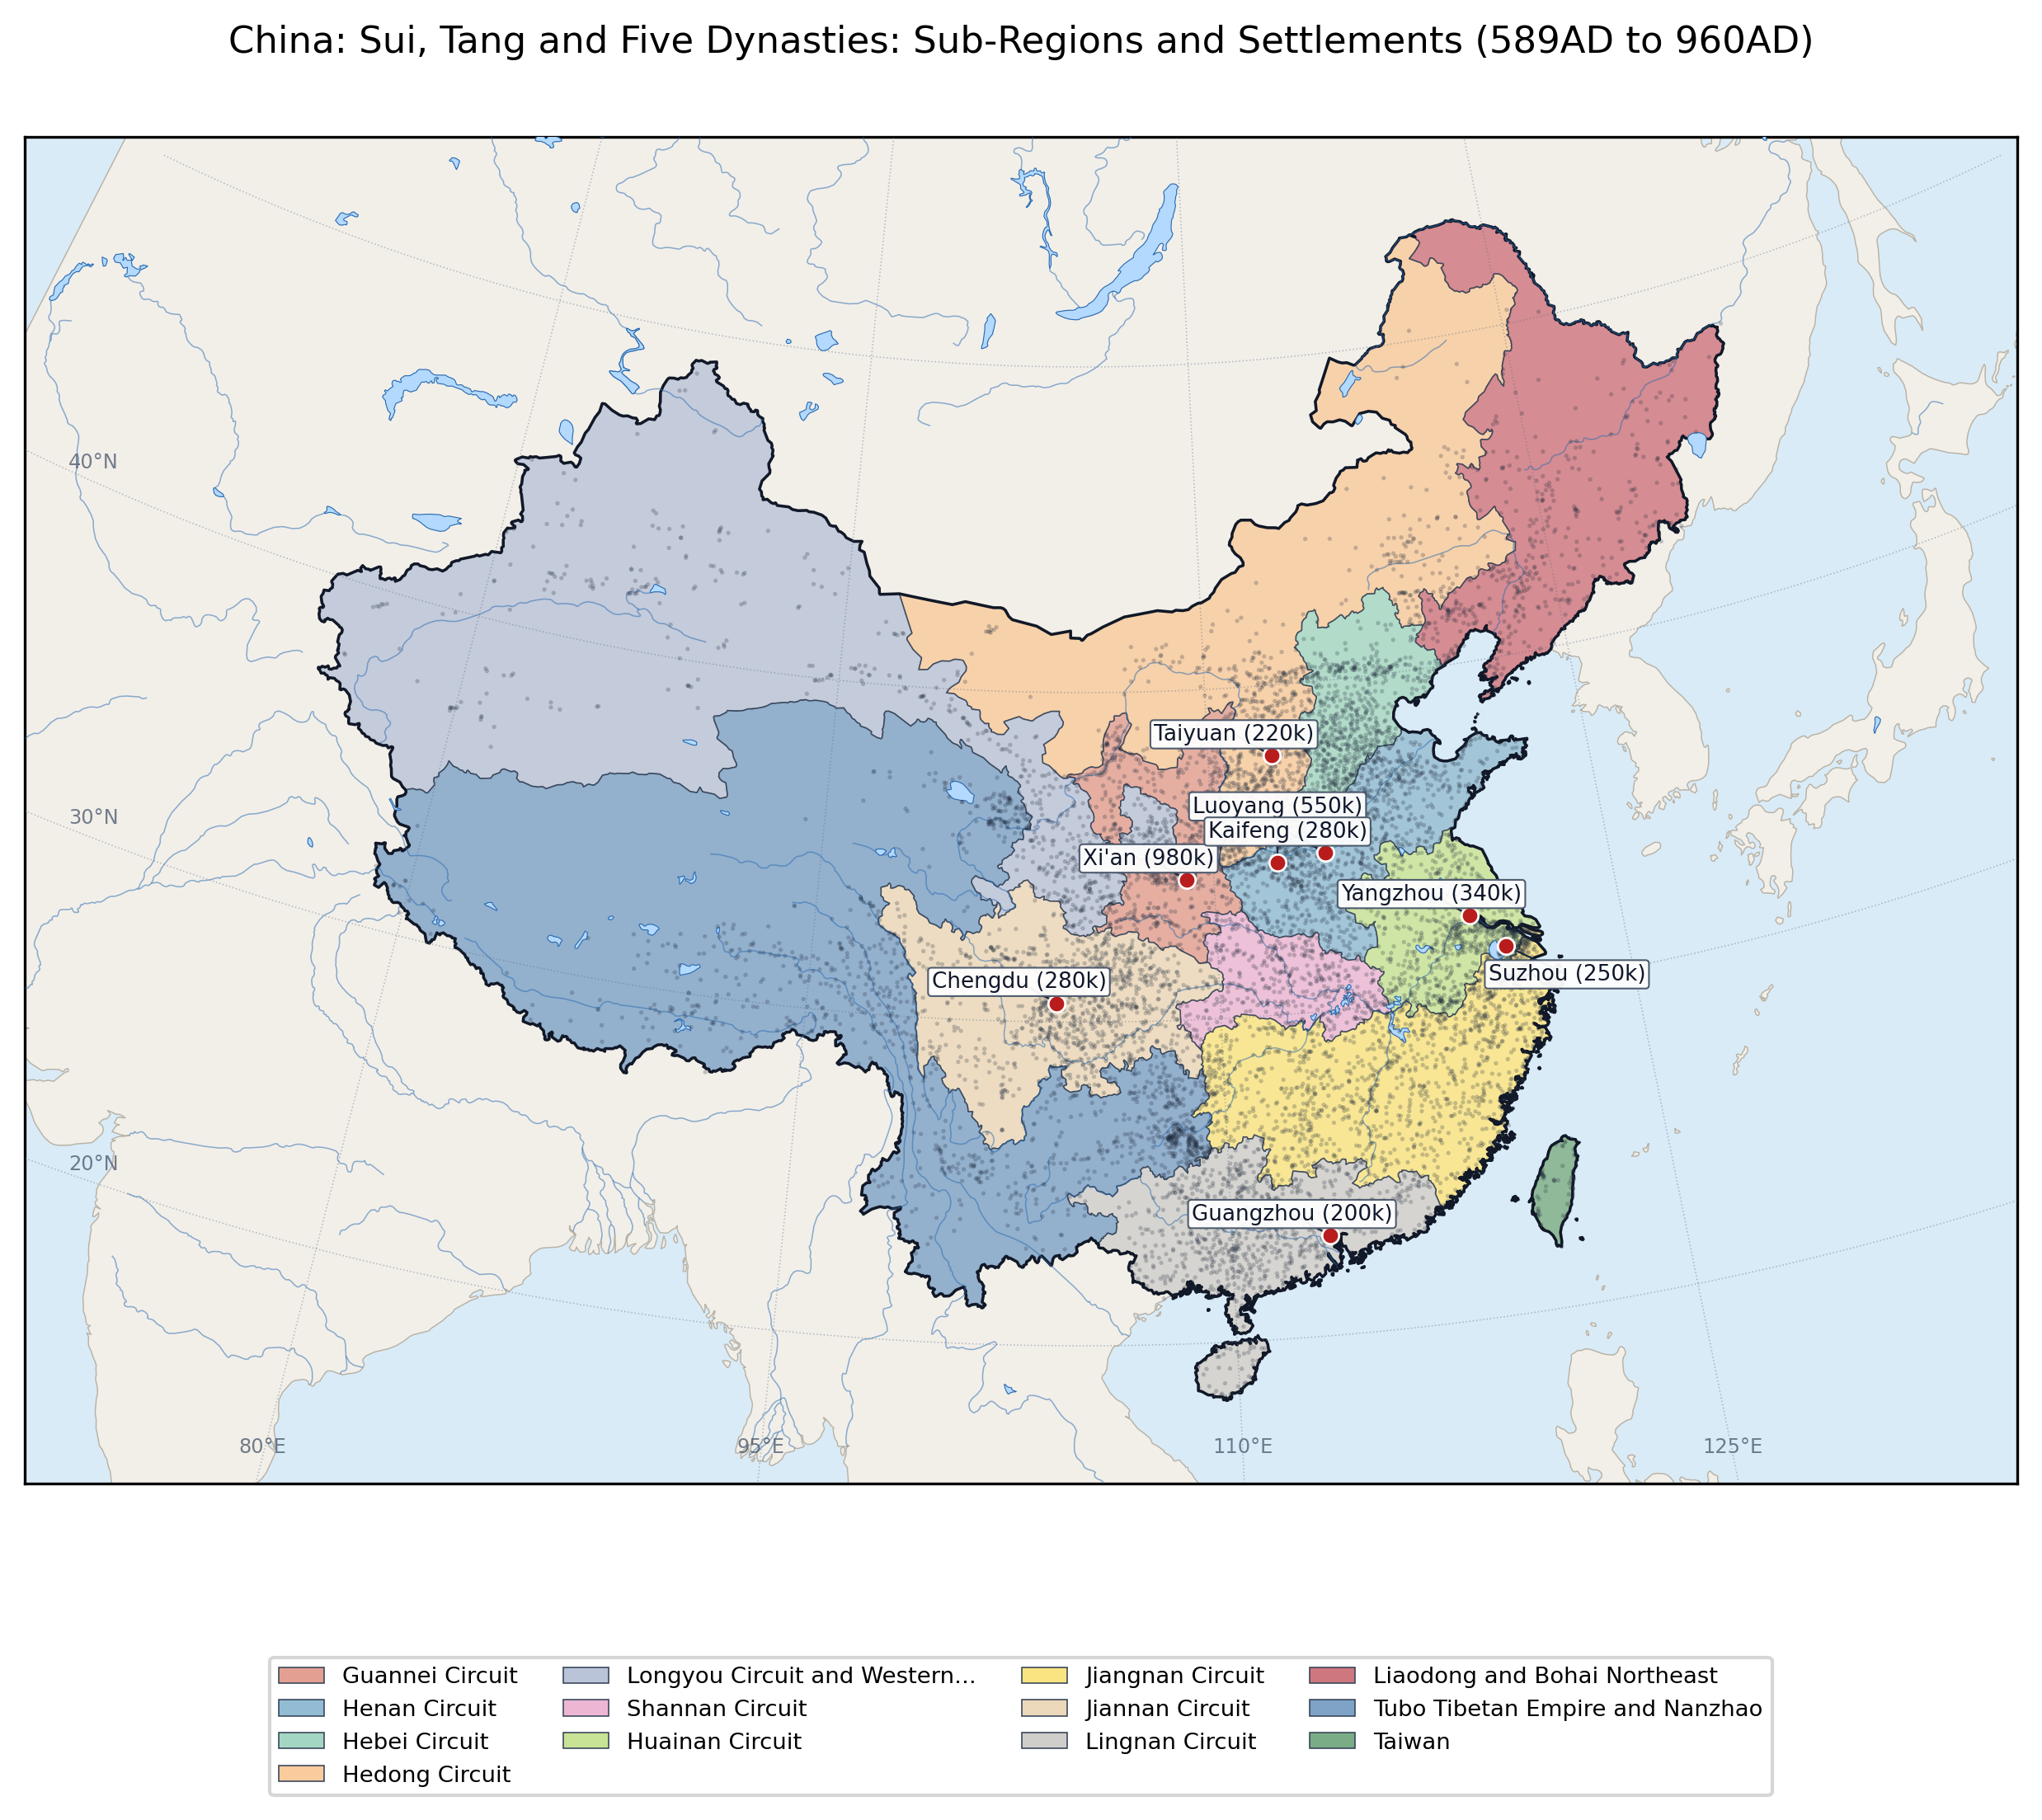 China: Sui, Tang and Five Dynasties: Sub-Regions and Settlements (589AD to 960AD)
40°N
30°N
20°N
80°E
95°E
110°E
125°E
Taiyuan (220k)
Luoyang (550k)
Kaifeng (280k)
Xi'an (980k)
Yangzhou (340k)
Suzhou (250k)
Chengdu (280k)
Guangzhou (200k)
Guannei Circuit
Henan Circuit
Hebei Circuit
Hedong Circuit
Longyou Circuit and Western...
Shannan Circuit
Huainan Circuit
Jiangnan Circuit
Jiannan Circuit
Lingnan Circuit
Liaodong and Bohai Northeast
Tubo Tibetan Empire and Nanzhao
Taiwan